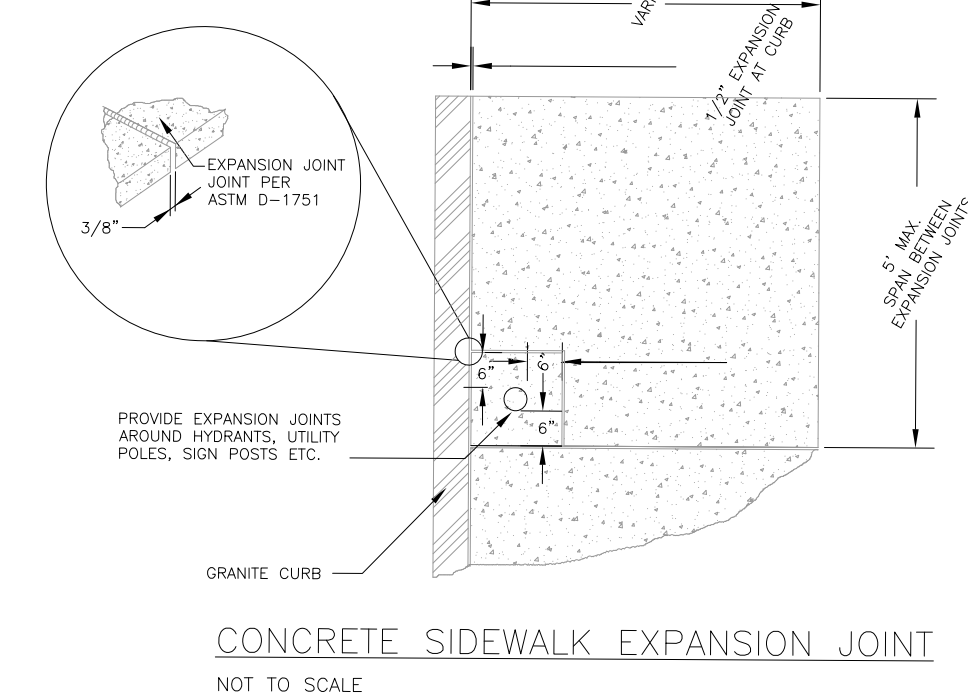 1/2" EXPANSION
JOINT AT CURB
EXPANSION JOINT
JOINT PER
ASTM D-1751
3/8"
5' MAX.
SPAN BETWEEN
EXPANSION JOINTS
6"
6"
6"
PROVIDE EXPANSION JOINTS
AROUND HYDRANTS, UTILITY
POLES, SIGN POSTS ETC.
GRANITE CURB
CONCRETE SIDEWALK EXPANSION JOINT
NOT TO SCALE